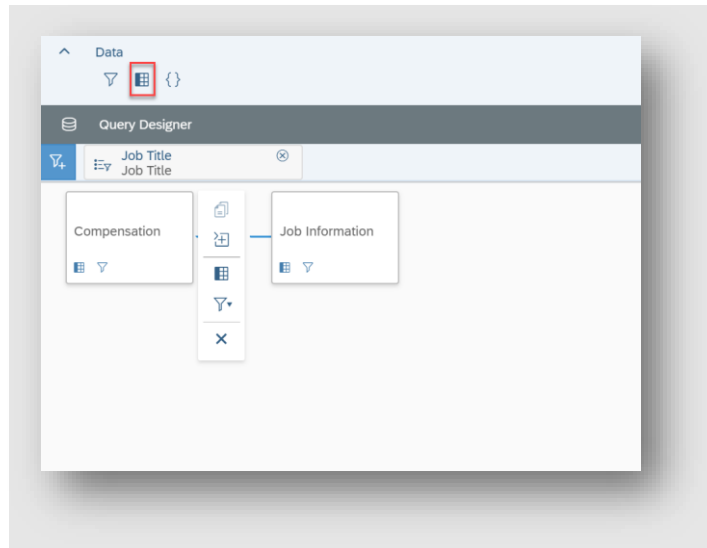 Data
{}
Query Designer
Job Title
Job Title
Compensation
Job Information